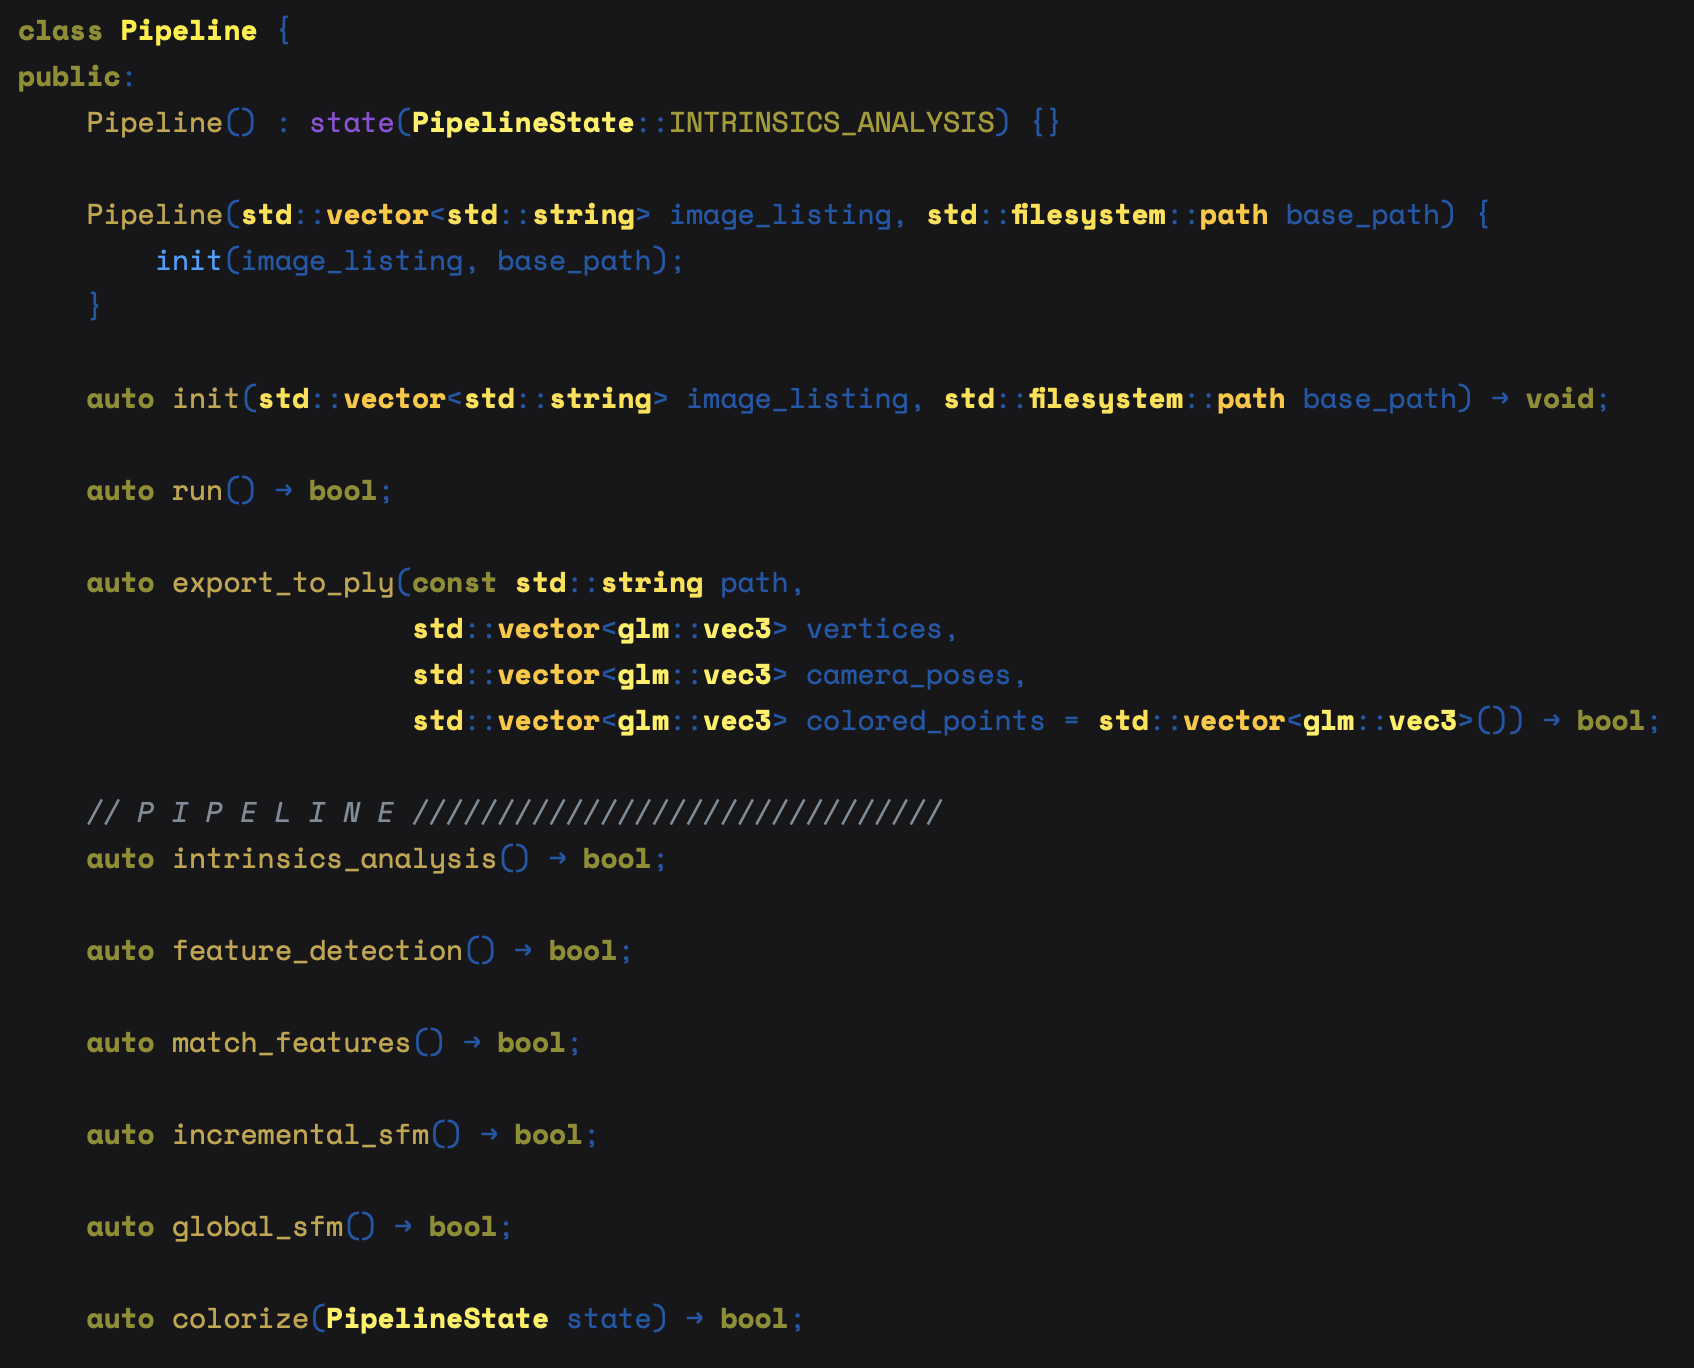 class Pipeline {
public:
    Pipeline() : state(PipelineState::INTRINSICS_ANALYSIS) {}
    Pipeline(std::vector<std::string> image_listing, std::filesystem::path base_path) {
        init(image_listing, base_path);
    }
    auto init(std::vector<std::string> image_listing, std::filesystem::path base_path) → void;
    auto run() → bool;
    auto export_to_ply(const std::string path,
                       std::vector<glm::vec3> vertices,
                       std::vector<glm::vec3> camera_poses,
                       std::vector<glm::vec3> colored_points = std::vector<glm::vec3>()) → bool;
    // P I P E L I N E ///////////////////////////////
    auto intrinsics_analysis() → bool;
    auto feature_detection() → bool;
    auto match_features() → bool;
    auto incremental_sfm() → bool;
    auto global_sfm() → bool;
    auto colorize(PipelineState state) → bool;